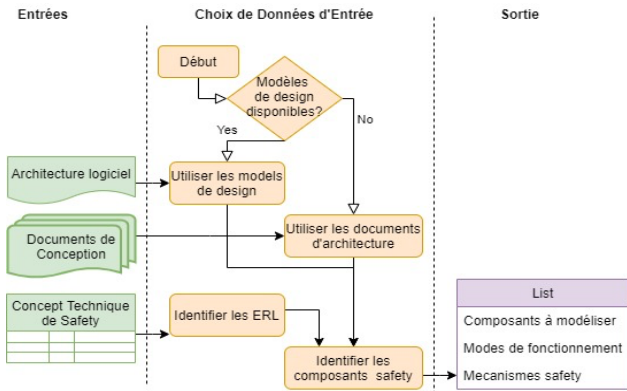 Entrées
Choix de Données d'Entrée
Sortie
Début
Modèles
de design
disponibles?
Yes
No
Architecture logiciel
Utiliser les models
de design
Documents de
Conception
Utiliser les documents
d'architecture
Concept Technique
de Safety
Identifier les ERL
Identifier les
composants safety
List
Composants à modéliser
Modes de fonctionnement
Mecanismes safety